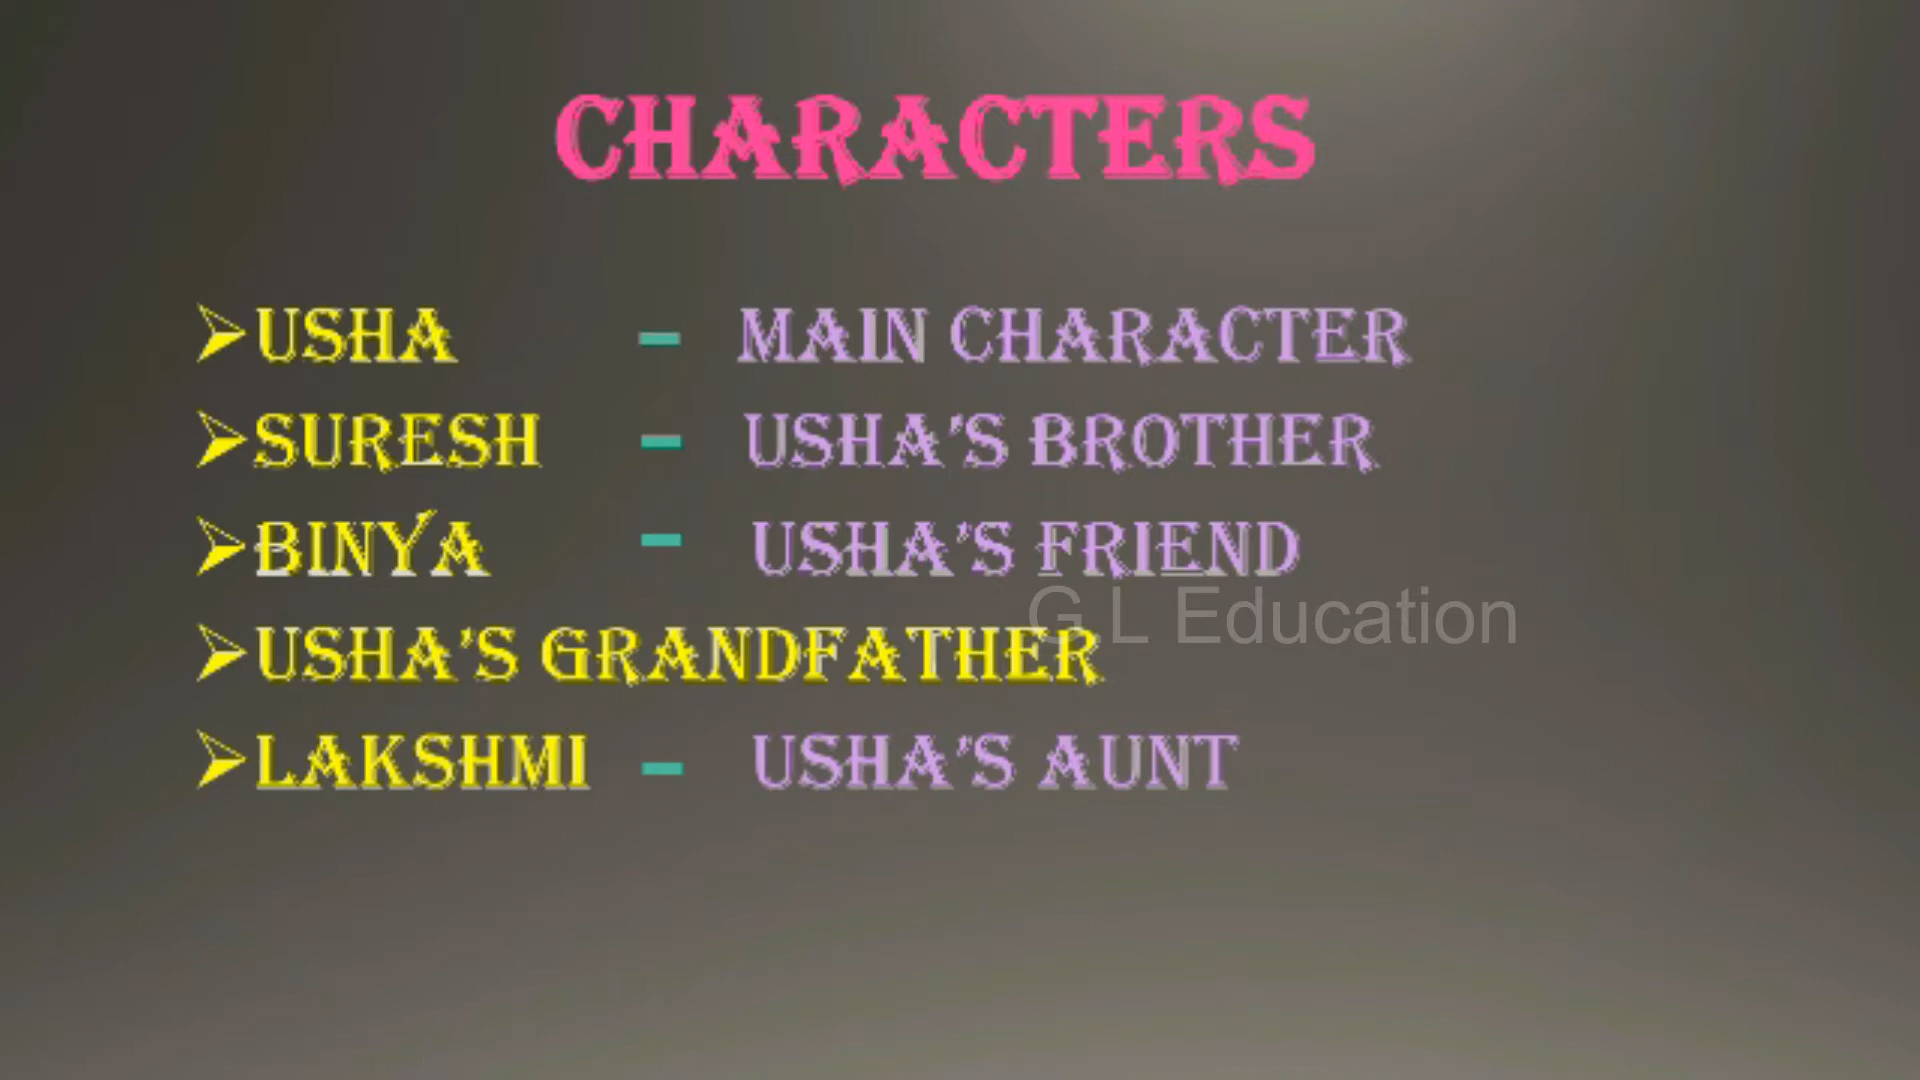 CHARACTERS
➢USHA – MAIN CHARACTER
➢SURESH – USHA'S BROTHER
➢BINYA – USHA'S FRIEND
G L Education
➢USHA'S GRANDFATHER
➢LAKSHMI – USHA'S AUNT